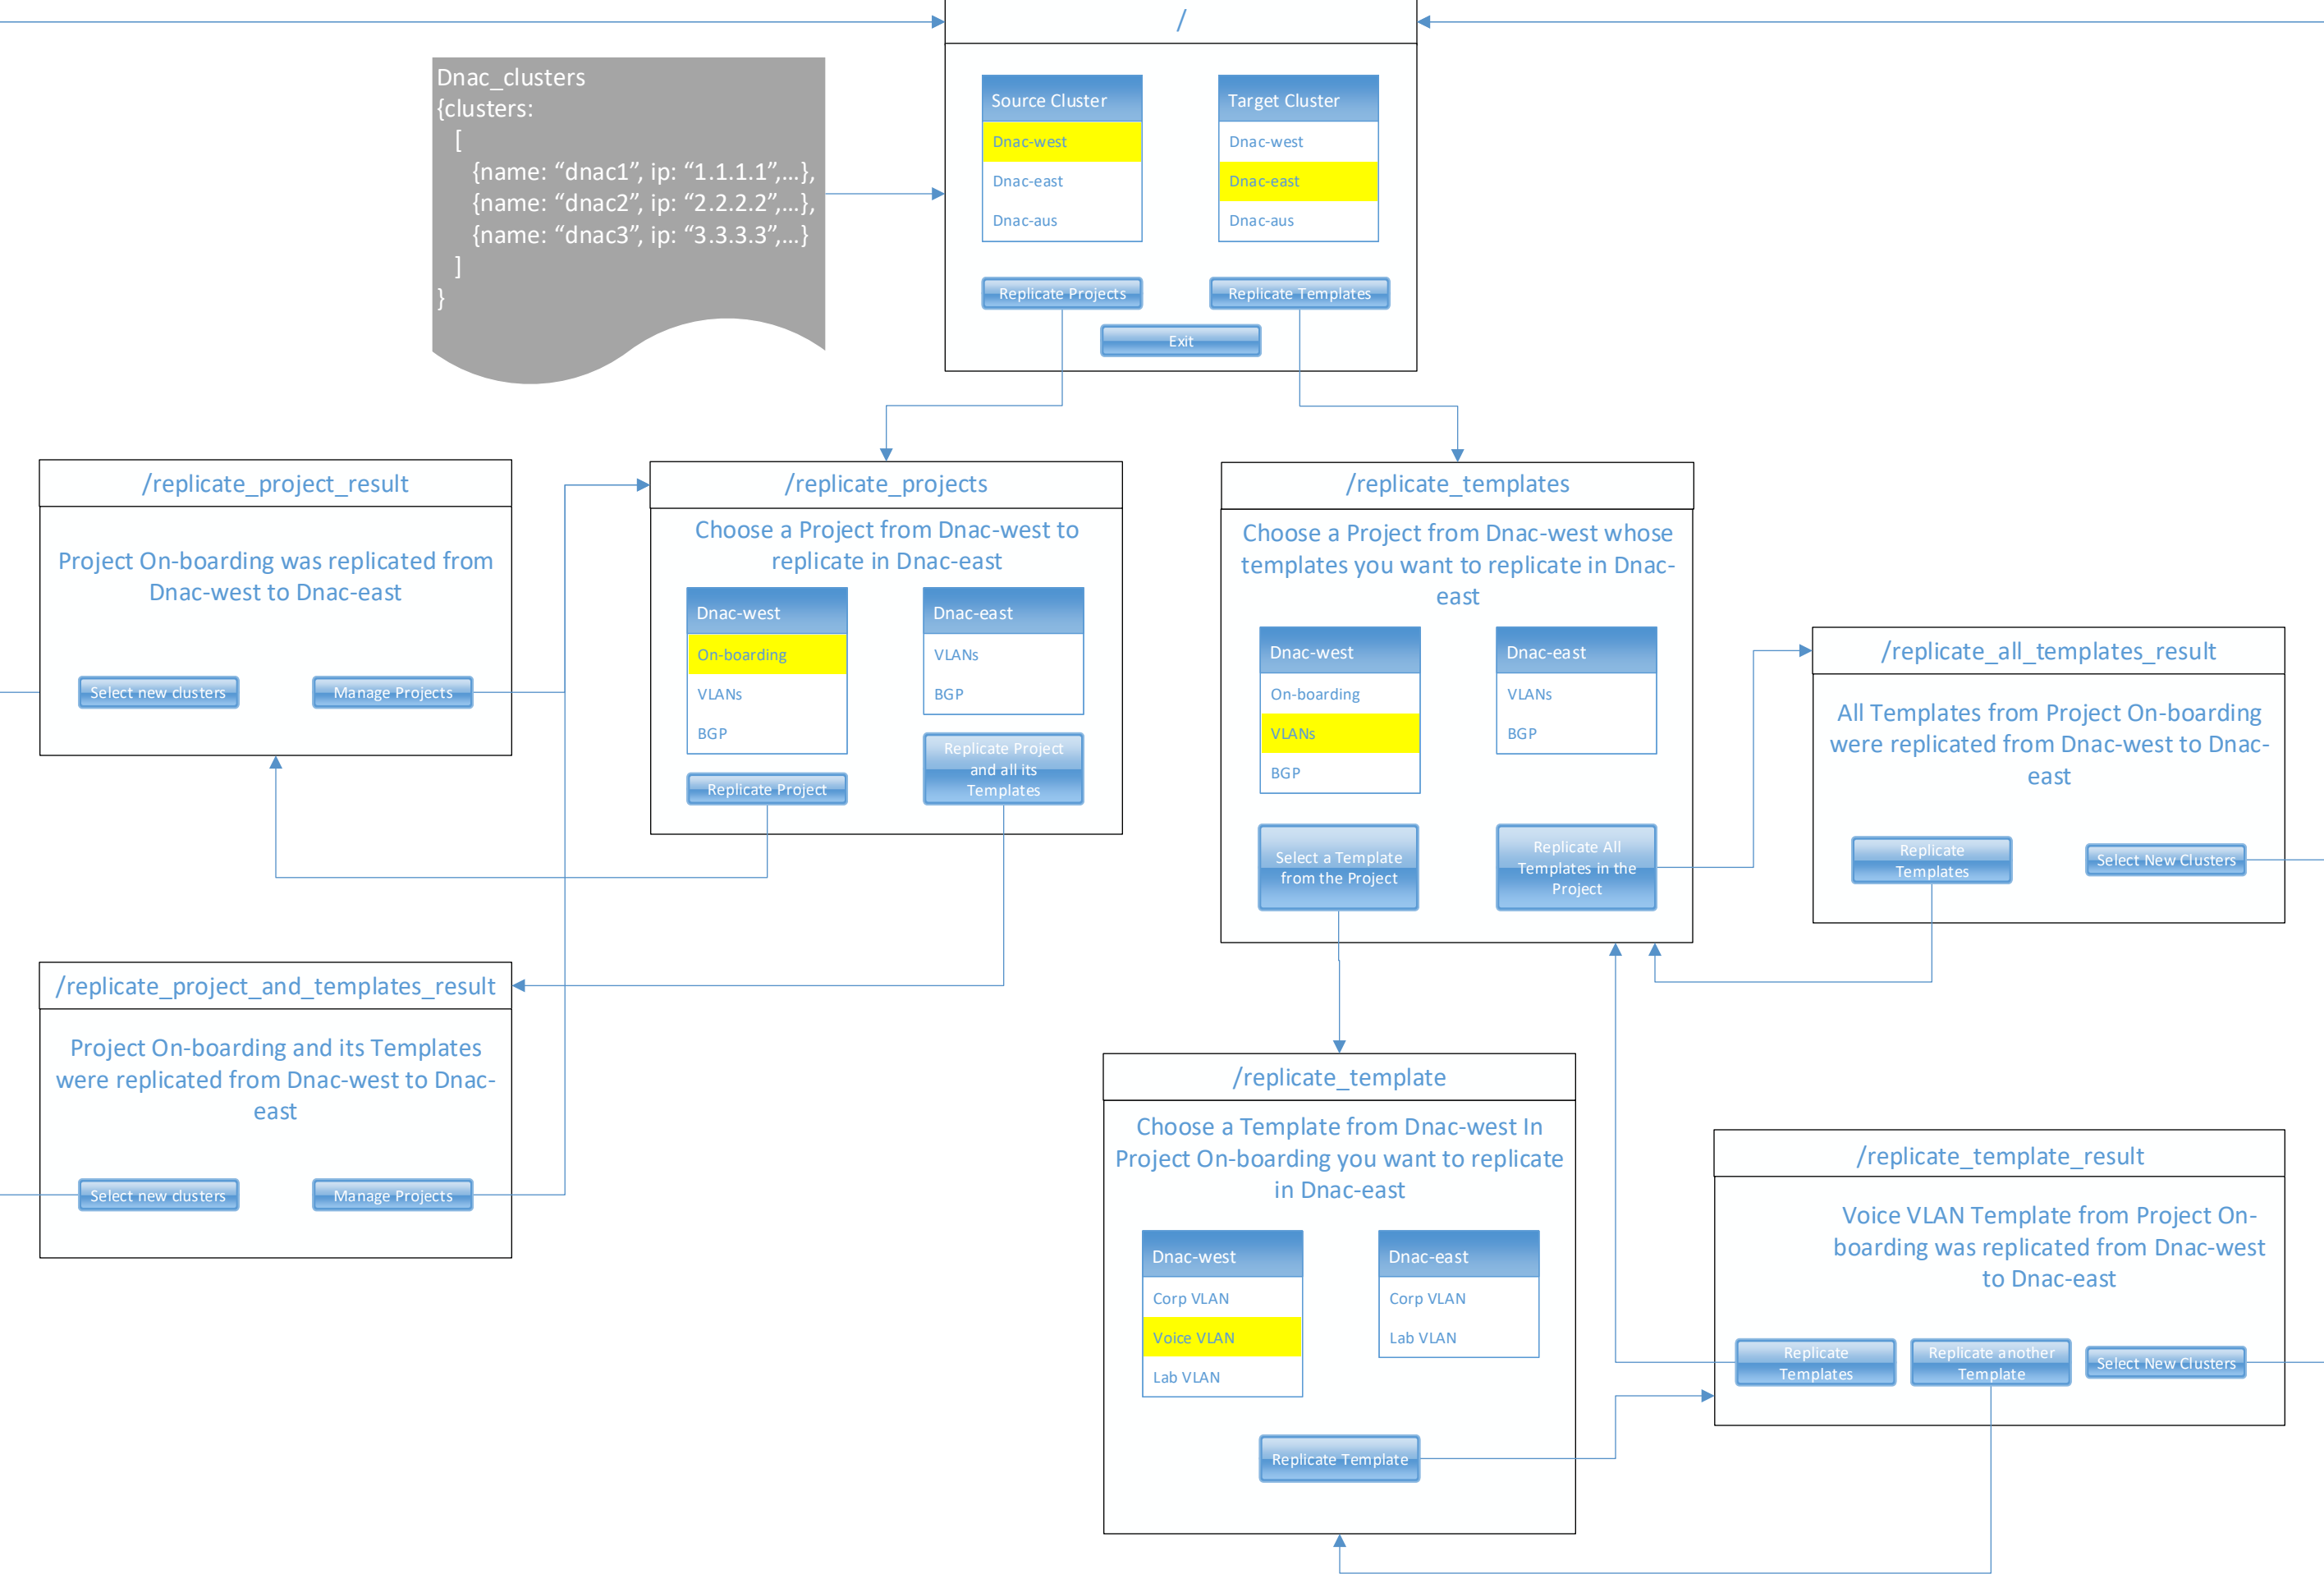 /
Dnac_clusters
{clusters:
[
{name: “dnac1”, ip: “1.1.1.1”,…},
{name: “dnac2”, ip: “2.2.2.2”,…},
{name: “dnac3”, ip: “3.3.3.3”,…}
]
}
Source Cluster
Dnac-west
Dnac-east
Dnac-aus
Target Cluster
Dnac-west
Dnac-east
Dnac-aus
Replicate Projects
Replicate Templates
Exit
/replicate_project_result
Project On-boarding was replicated from
Dnac-west to Dnac-east
Select new clusters
Manage Projects
/replicate_projects
Choose a Project from Dnac-west to
replicate in Dnac-east
Dnac-west
On-boarding
VLANs
BGP
Dnac-east
VLANs
BGP
Replicate Project
Replicate Project
and all its
Templates
/replicate_templates
Choose a Project from Dnac-west whose
templates you want to replicate in Dnac-
east
Dnac-west
On-boarding
VLANs
BGP
Dnac-east
VLANs
BGP
Select a Template
from the Project
Replicate All
Templates in the
Project
/replicate_all_templates_result
All Templates from Project On-boarding
were replicated from Dnac-west to Dnac-
east
Replicate
Templates
Select New Clusters
/replicate_project_and_templates_result
Project On-boarding and its Templates
were replicated from Dnac-west to Dnac-
east
Select new clusters
Manage Projects
/replicate_template
Choose a Template from Dnac-west In
Project On-boarding you want to replicate
in Dnac-east
Dnac-west
Corp VLAN
Voice VLAN
Lab VLAN
Dnac-east
Corp VLAN
Lab VLAN
Replicate Template
/replicate_template_result
Voice VLAN Template from Project On-
boarding was replicated from Dnac-west
to Dnac-east
Replicate
Templates
Replicate another
Template
Select New Clusters